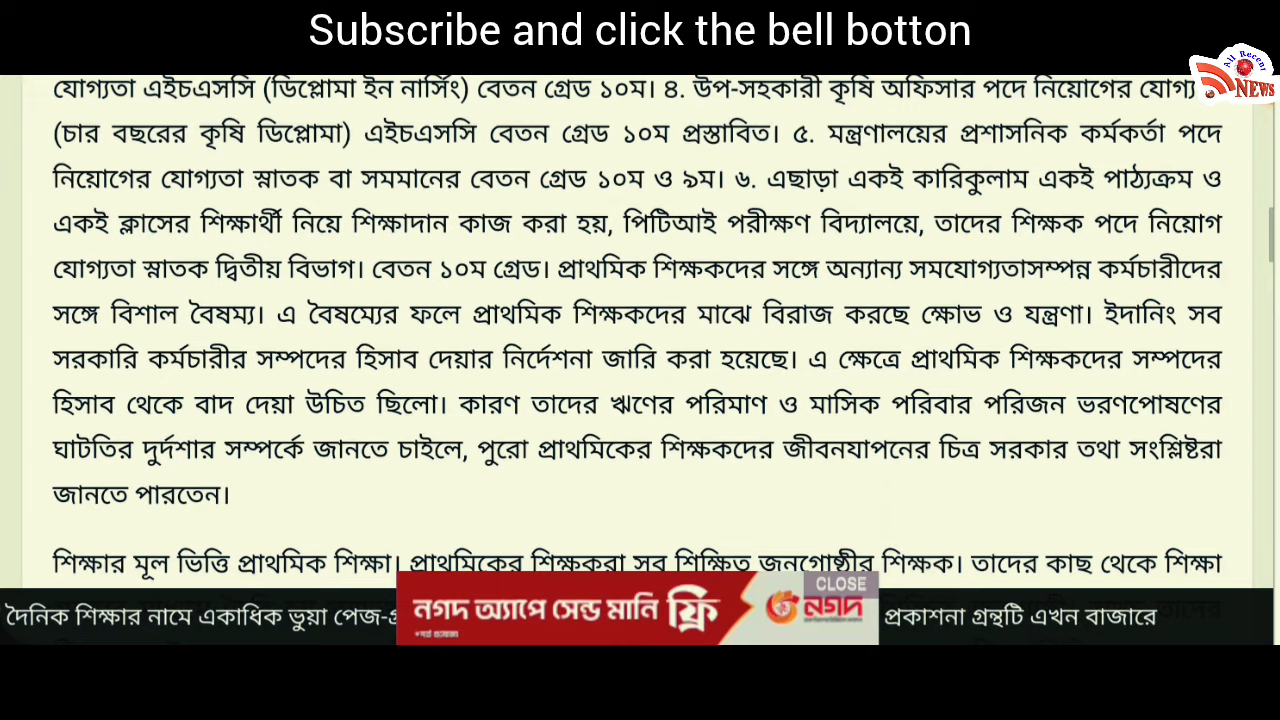 Subscribe and click the bell botton
All Recent
NEWS
যোগ্যতা এইচএসসি (ডিপ্লোমা ইন নার্সিং) বেতন গ্রেড ১০ম। ৪. উপ-সহকারী কৃষি অফিসার পদে নিয়োগের যোগ্য
(চার বছরের কৃষি ডিপ্লোমা) এইচএসসি বেতন গ্রেড ১০ম প্রস্তাবিত। ৫. মন্ত্রণালয়ের প্রশাসনিক কর্মকর্তা পদে
নিয়োগের যোগ্যতা স্নাতক বা সমমানের বেতন গ্রেড ১০ম ও ৯ম। ৬. এছাড়া একই কারিকুলাম একই পাঠ্যক্রম ও
একই ক্লাসের শিক্ষার্থী নিয়ে শিক্ষাদান কাজ করা হয়, পিটিআই পরীক্ষণ বিদ্যালয়ে, তাদের শিক্ষক পদে নিয়োগ
যোগ্যতা স্নাতক দ্বিতীয় বিভাগ। বেতন ১০ম গ্রেড। প্রাথমিক শিক্ষকদের সঙ্গে অন্যান্য সমযোগ্যতাসম্পন্ন কর্মচারীদের
সঙ্গে বিশাল বৈষম্য। এ বৈষম্যের ফলে প্রাথমিক শিক্ষকদের মাঝে বিরাজ করছে ক্ষোভ ও যন্ত্রণা। ইদানিং সব
সরকারি কর্মচারীর সম্পদের হিসাব দেয়ার নির্দেশনা জারি করা হয়েছে। এ ক্ষেত্রে প্রাথমিক শিক্ষকদের সম্পদের
হিসাব থেকে বাদ দেয়া উচিত ছিলো। কারণ তাদের ঋণের পরিমাণ ও মাসিক পরিবার পরিজন ভরণপোষণের
ঘাটতির দুর্দশার সম্পর্কে জানতে চাইলে, পুরো প্রাথমিকের শিক্ষকদের জীবনযাপনের চিত্র সরকার তথা সংশ্লিষ্টরা
জানতে পারতেন।
শিক্ষার মূল ভিত্তি প্রাথমিক শিক্ষা। প্রাথমিকের শিক্ষকরা সব শিক্ষিত জনগোষ্ঠীর শিক্ষক। তাদের কাছ থেকে শিক্ষা
CLOSE
নগদ অ্যাপে সেন্ড মানি ফ্রি
নগদ
দৈনিক শিক্ষার নামে একাধিক ভুয়া পেজ-
প্রকাশনা গ্রন্থটি এখন বাজারে